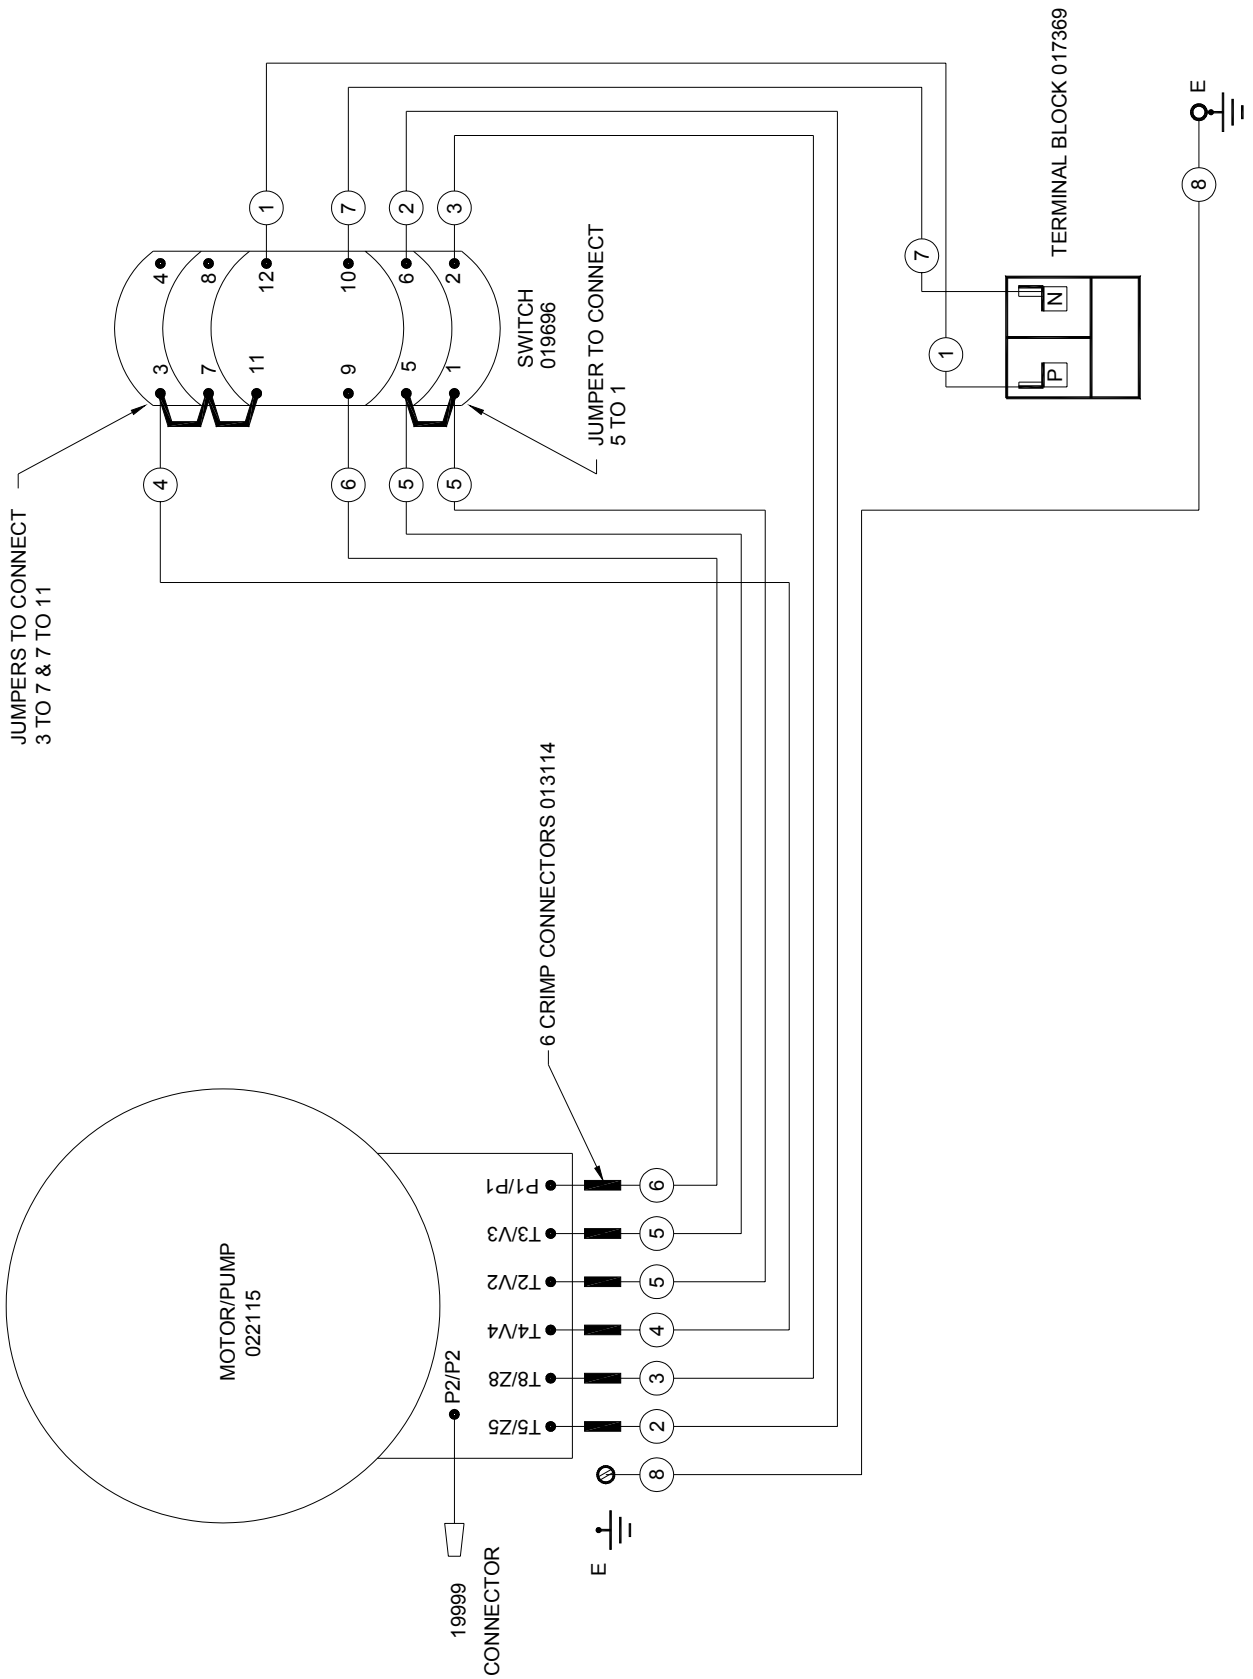 JUMPERS TO CONNECT
3 TO 7 & 7 TO 11
4
6
5
5
3
7
11
9
5
1
4
8
12
10
6
2
1
7
2
3
SWITCH
019696
JUMPER TO CONNECT
5 TO 1
TERMINAL BLOCK 017369
7
1
N
P
E
8
MOTOR/PUMP
022115
P2/P2
19999
CONNECTOR
P1/P1
T3/V3
T2/V2
T4/V4
T8/Z8
T5/Z5
6 CRIMP CONNECTORS 013114
6
5
5
4
3
2
8
E